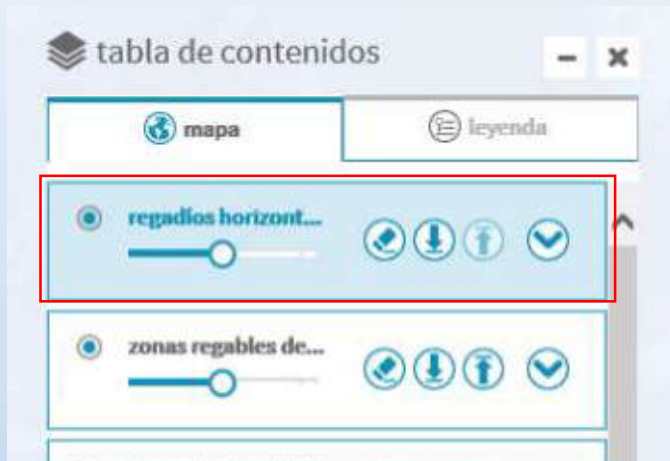 tabla de contenidos
mapa
leyenda
regadíos horizont...
zonas regables de...